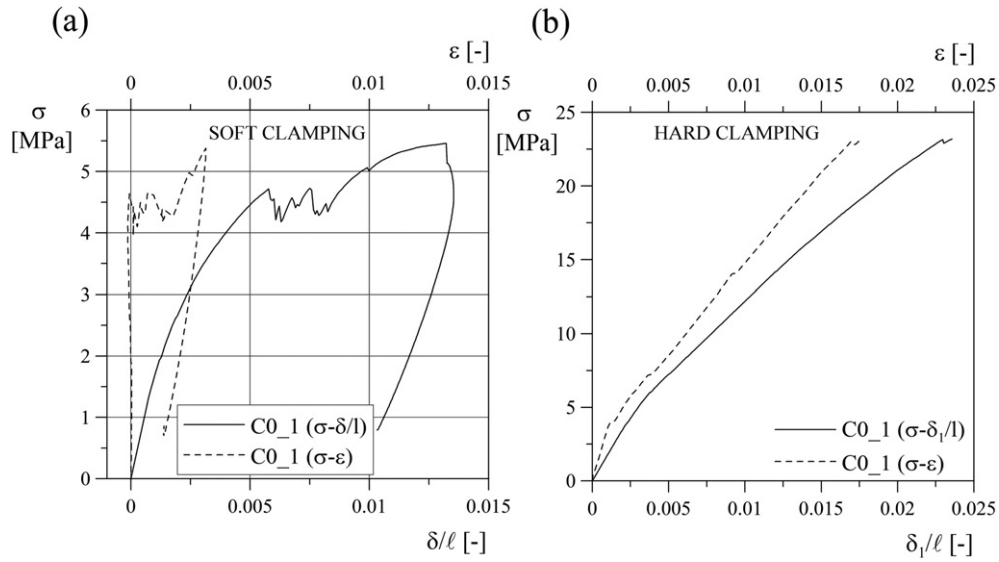 (a)
ε [-]
0 0.005 0.01 0.015
σ
[MPa]
6
5
4
3
2
1
0
SOFT CLAMPING
C0_1 (σ-δ/l)
C0_1 (σ-ε)
0 0.005 0.01 0.015
δ/ℓ [-]
(b)
ε [-]
0 0.005 0.01 0.015 0.02 0.025
σ
[MPa]
25
20
15
10
5
0
HARD CLAMPING
C0_1 (σ-δ₁/l)
C0_1 (σ-ε)
0 0.005 0.01 0.015 0.02 0.025
δ₁/ℓ [-]